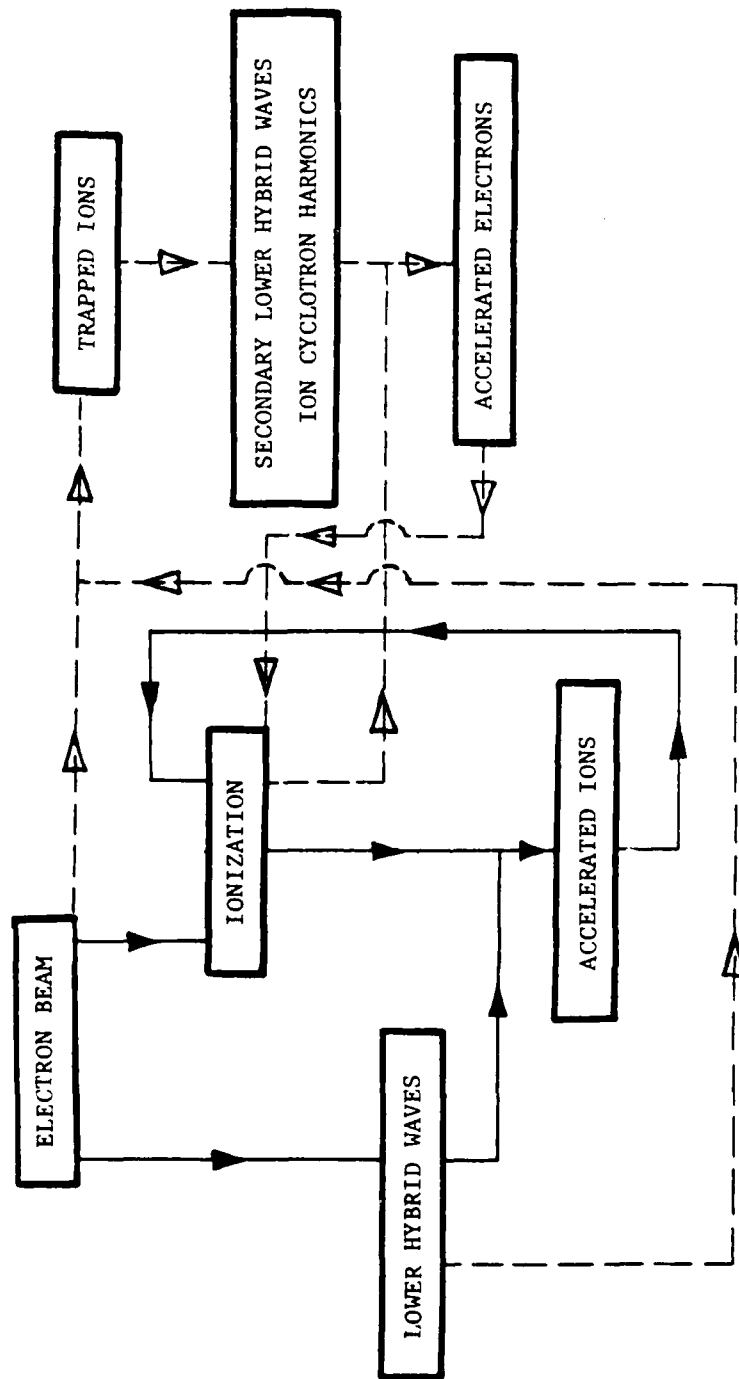 ELECTRON BEAM
TRAPPED IONS
IONIZATION
SECONDARY LOWER HYBRID WAVES
ION CYCLOTRON HARMONICS
LOWER HYBRID WAVES
ACCELERATED IONS
ACCELERATED ELECTRONS